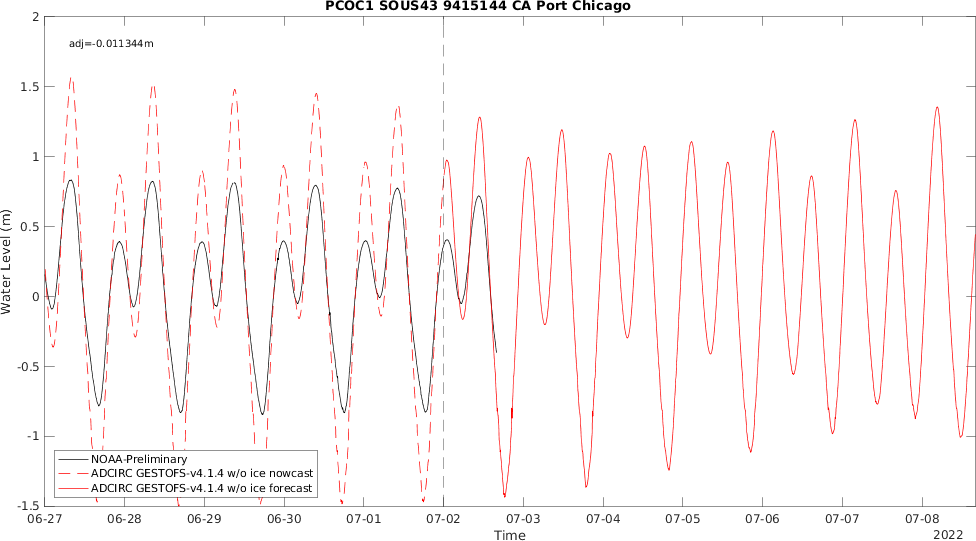 PCOC1 SOUS43 9415144 CA Port Chicago
2
adj=-0.011344m
1.5
1
0.5
Water Level (m)
0
-0.5
-1
NOAA-Preliminary
ADCIRC GESTOFS-v4.1.4 w/o ice nowcast
ADCIRC GESTOFS-v4.1.4 w/o ice forecast
-1.5
06-27 06-28 06-29 06-30 07-01 07-02 07-03 07-04 07-05 07-06 07-07 07-08
Time
2022